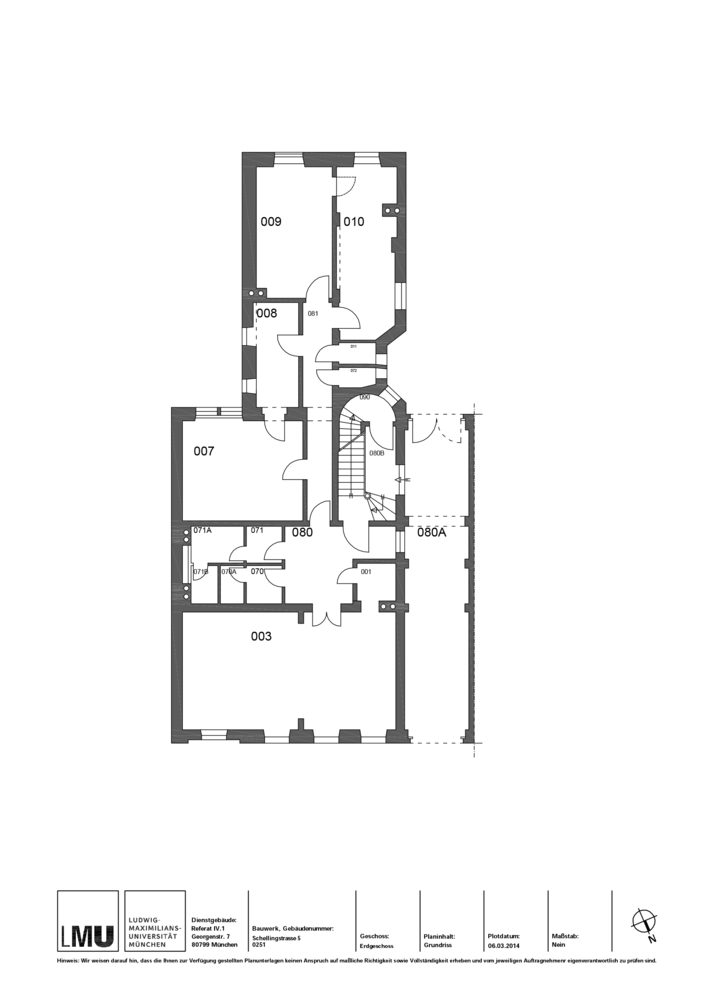 009
010
008
081
011
072
090
007
080B
071A
071
080
080A
071B
070A
070
001
003
LMU
LUDWIG-
MAXIMILIANS-
UNIVERSITÄT
MÜNCHEN
Dienstgebäude:
Referat IV.1
Georgenstr. 7
80799 München
Bauwerk, Gebäudenummer:
Schellingstrasse 5
0251
Geschoss:
Erdgeschoss
Planinhalt:
Grundriss
Plotdatum:
06.03.2014
Maßstab:
Nein
N
Hinweis: Wir weisen darauf hin, dass die Ihnen zur Verfügung gestellten Planunterlagen keinen Anspruch auf maßliche Richtigkeit sowie Vollständigkeit erheben und vom jeweiligen Auftragnehmer eigenverantwortlich zu prüfen sind.